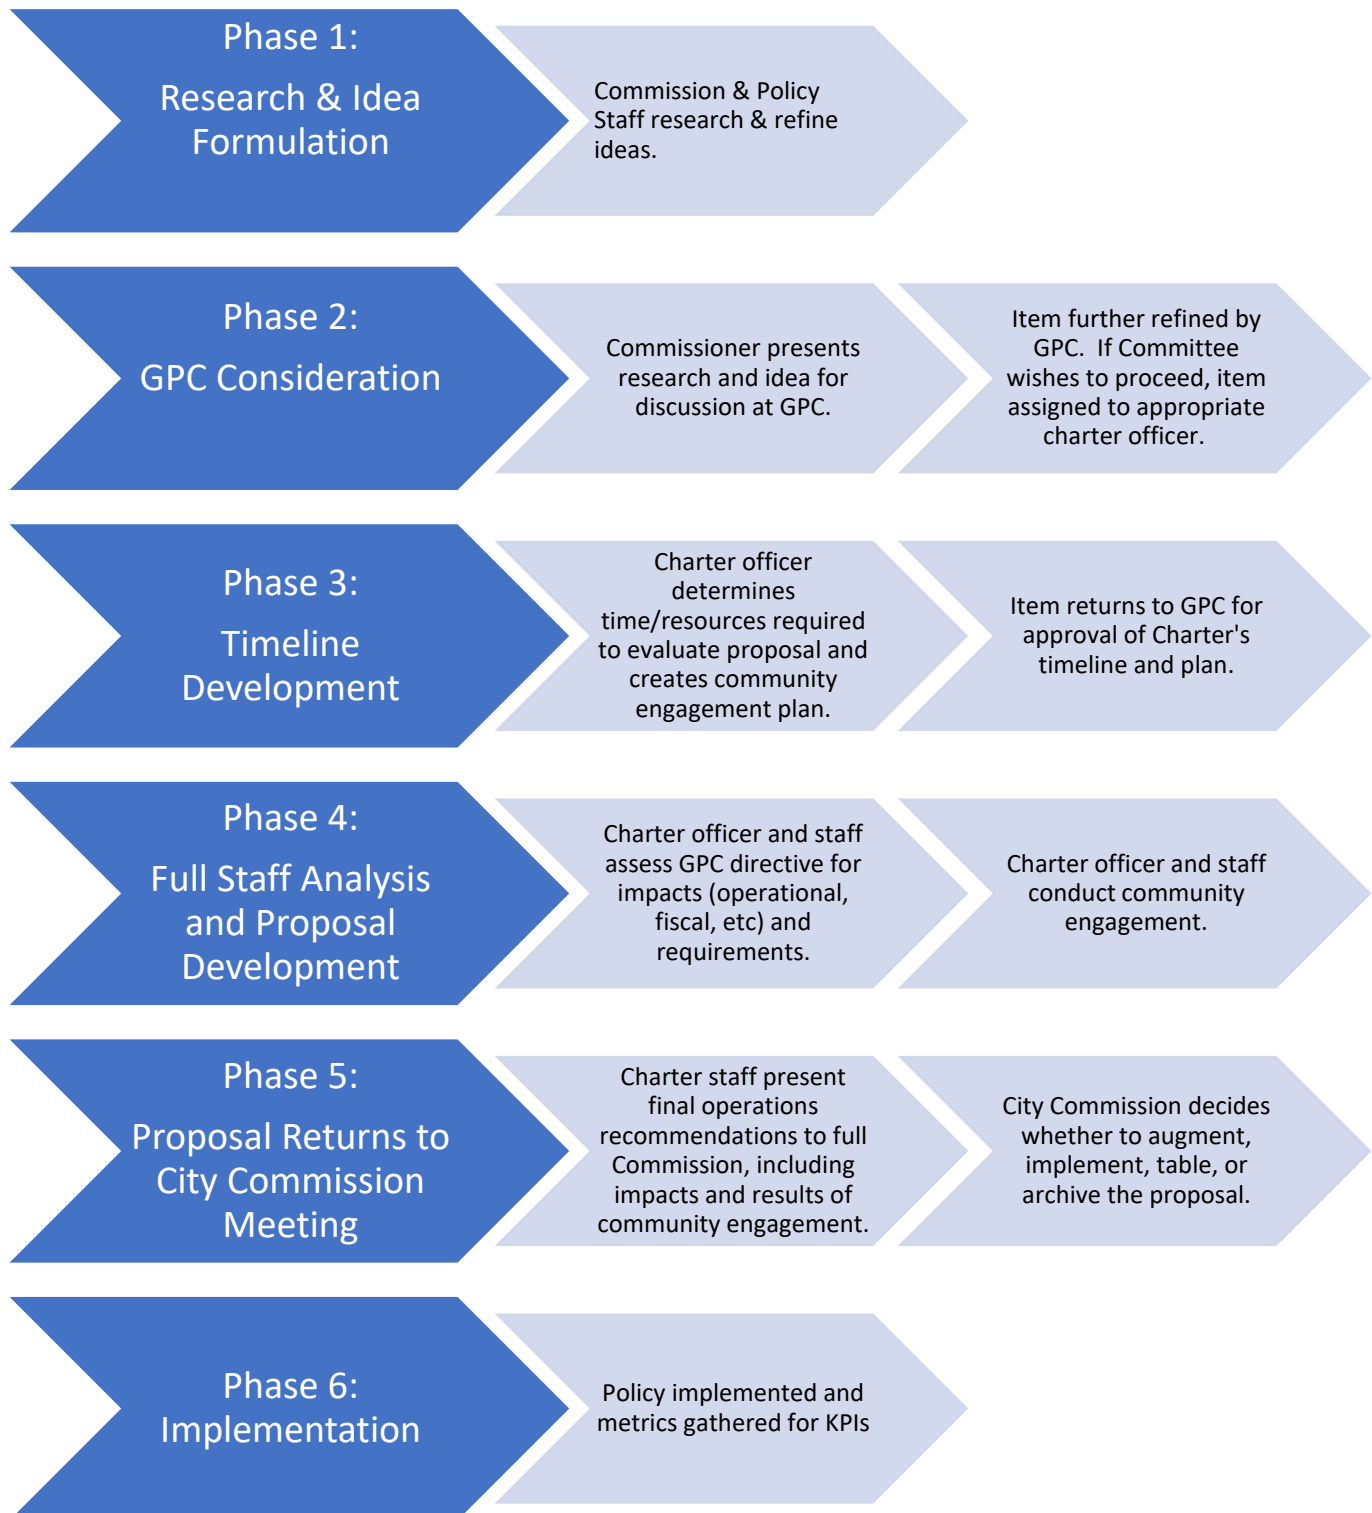 Phase 1:
Research & Idea
Formulation
Commission & Policy
Staff research & refine
ideas.
Phase 2:
GPC Consideration
Commissioner presents
research and idea for
discussion at GPC.
Item further refined by
GPC.  If Committee
wishes to proceed, item
assigned to appropriate
charter officer.
Phase 3:
Timeline
Development
Charter officer
determines
time/resources required
to evaluate proposal and
creates community
engagement plan.
Item returns to GPC for
approval of Charter's
timeline and plan.
Phase 4:
Full Staff Analysis
and Proposal
Development
Charter officer and staff
assess GPC directive for
impacts (operational,
fiscal, etc) and
requirements.
Charter officer and staff
conduct community
engagement.
Phase 5:
Proposal Returns to
City Commission
Meeting
Charter staff present
final operations
recommendations to full
Commission, including
impacts and results of
community engagement.
City Commission decides
whether to augment,
implement, table, or
archive the proposal.
Phase 6:
Implementation
Policy implemented and
metrics gathered for KPIs